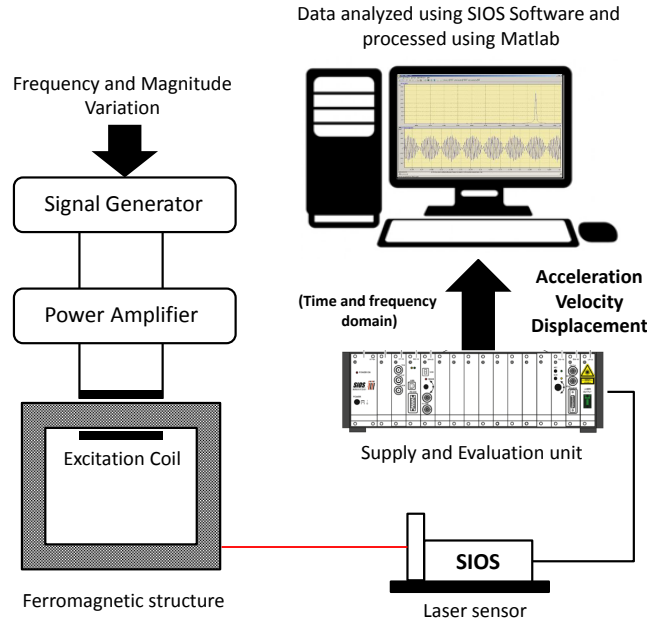 Data analyzed using SIOS Software and
processed using Matlab
Frequency and Magnitude
Variation
Signal Generator
Power Amplifier
(Time and frequency
domain)
Acceleration
Velocity
Displacement
SIOS
Excitation Coil
Supply and Evaluation unit
SIOS
Ferromagnetic structure
Laser sensor